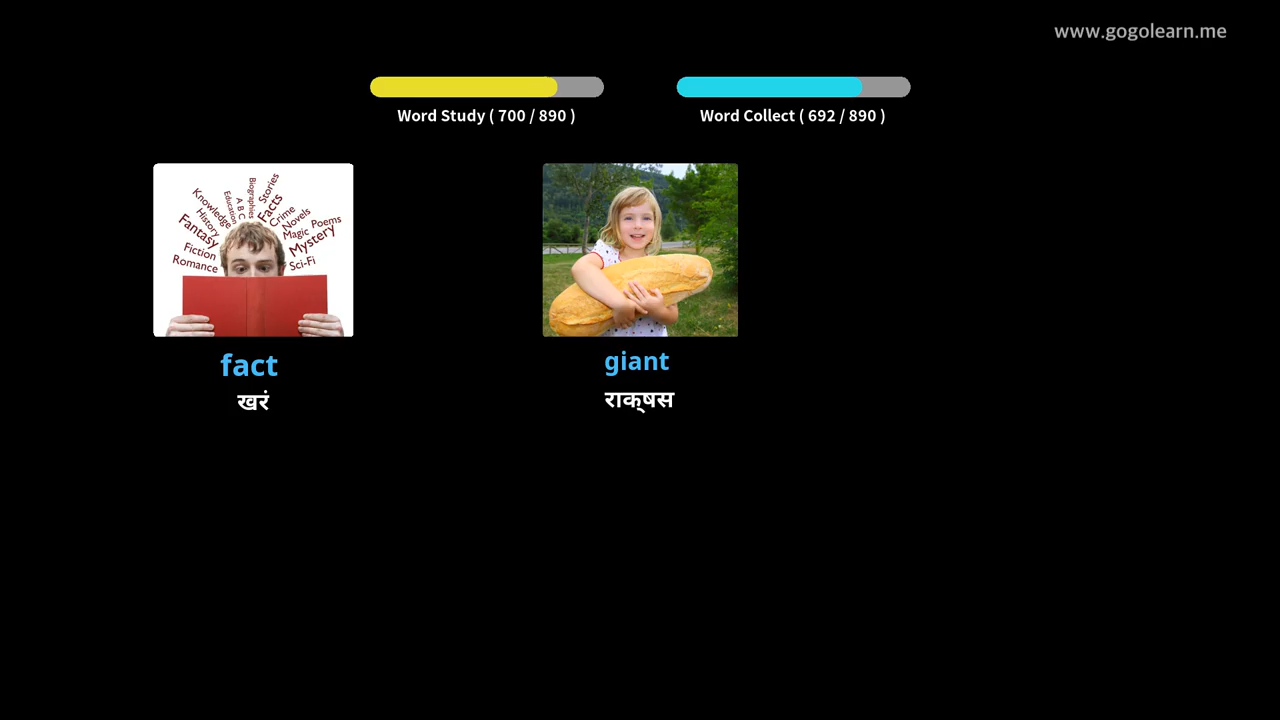 www.gogolearn.me
Word Study ( 700 / 890 )
Word Collect ( 692 / 890 )
Stories
Biographies
Facts
A B C
Education
Knowledge
Crime
Novels
History
Poems
Magic
Fantasy
Mystery
Fiction
Sci-Fi
Romance
fact
खरं
giant
राक्षस